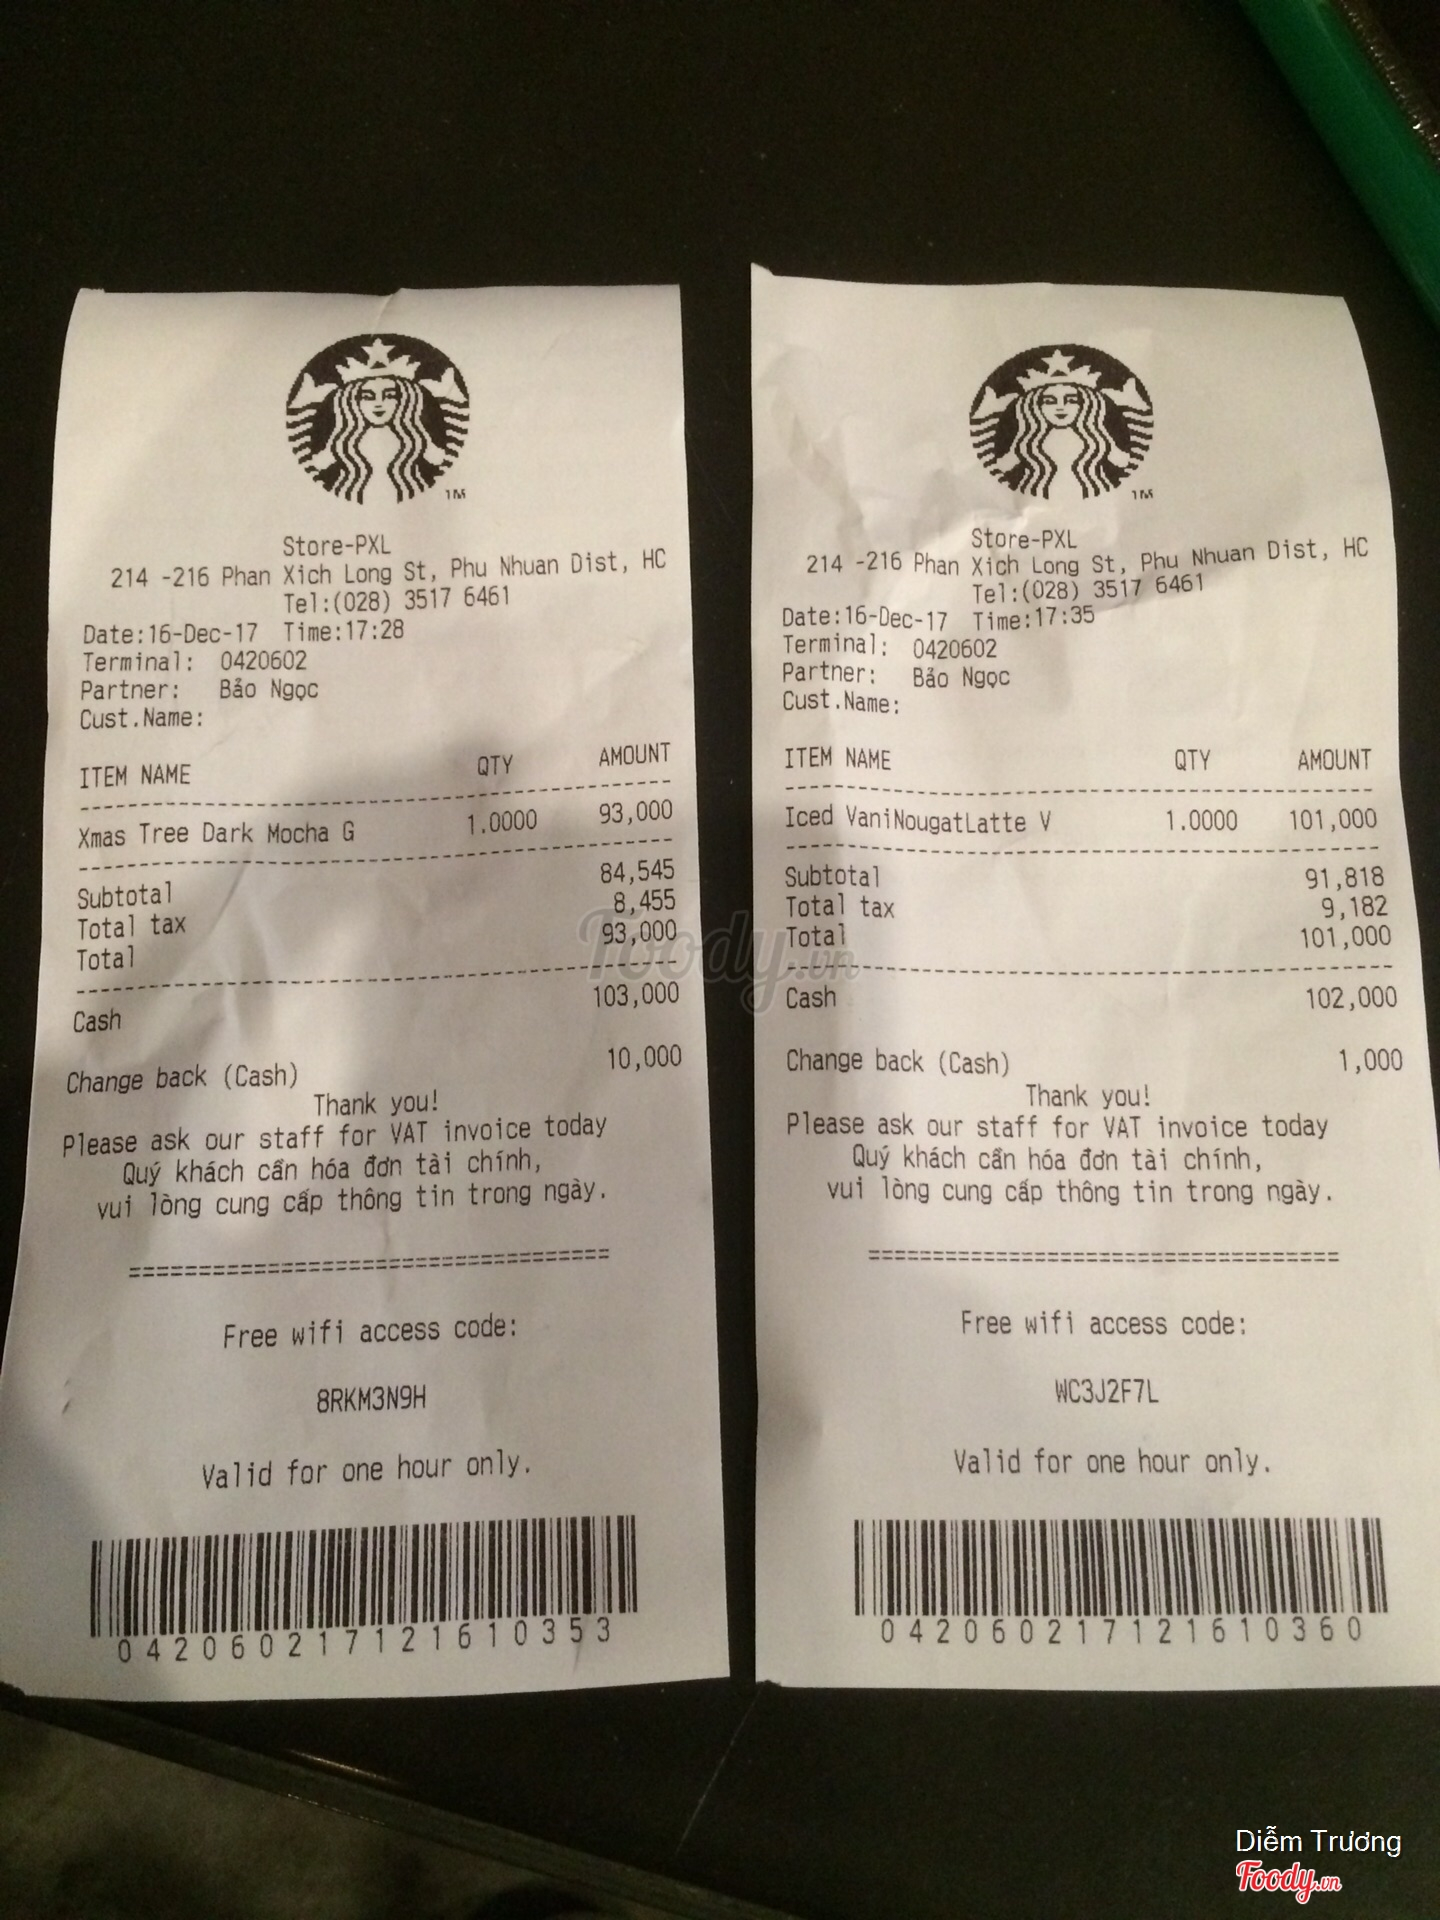 TM
Store-PXL
214 -216 Phan Xich Long St, Phu Nhuan Dist, HC
Tel:(028) 3517 6461
Date:16-Dec-17 Time:17:28
Terminal: 0420602
Partner: Bảo Ngọc
Cust.Name:
ITEM NAME QTY AMOUNT
Xmas Tree Dark Mocha G 1.0000 93,000
Subtotal 84,545
Total tax 8,455
Total 93,000
Cash 103,000
Change back (Cash) 10,000
Thank you!
Please ask our staff for VAT invoice today
Quý khách cần hóa đơn tài chính,
vui lòng cung cấp thông tin trong ngày.
===================================
Free wifi access code:
8RKM3N9H
Valid for one hour only.
04206021712161035​3
TM
Store-PXL
214 -216 Phan Xich Long St, Phu Nhuan Dist, HC
Tel:(028) 3517 6461
Date:16-Dec-17 Time:17:35
Terminal: 0420602
Partner: Bảo Ngọc
Cust.Name:
ITEM NAME QTY AMOUNT
Iced VaniNougatLatte V 1.0000 101,000
Subtotal 91,818
Total tax 9,182
Total 101,000
Cash 102,000
Change back (Cash) 1,000
Thank you!
Please ask our staff for VAT invoice today
Quý khách cần hóa đơn tài chính,
vui lòng cung cấp thông tin trong ngày.
===================================
Free wifi access code:
WC3J2F7L
Valid for one hour only.
042060217121610360
Foody.vn
Diễm Trương
Foody.vn